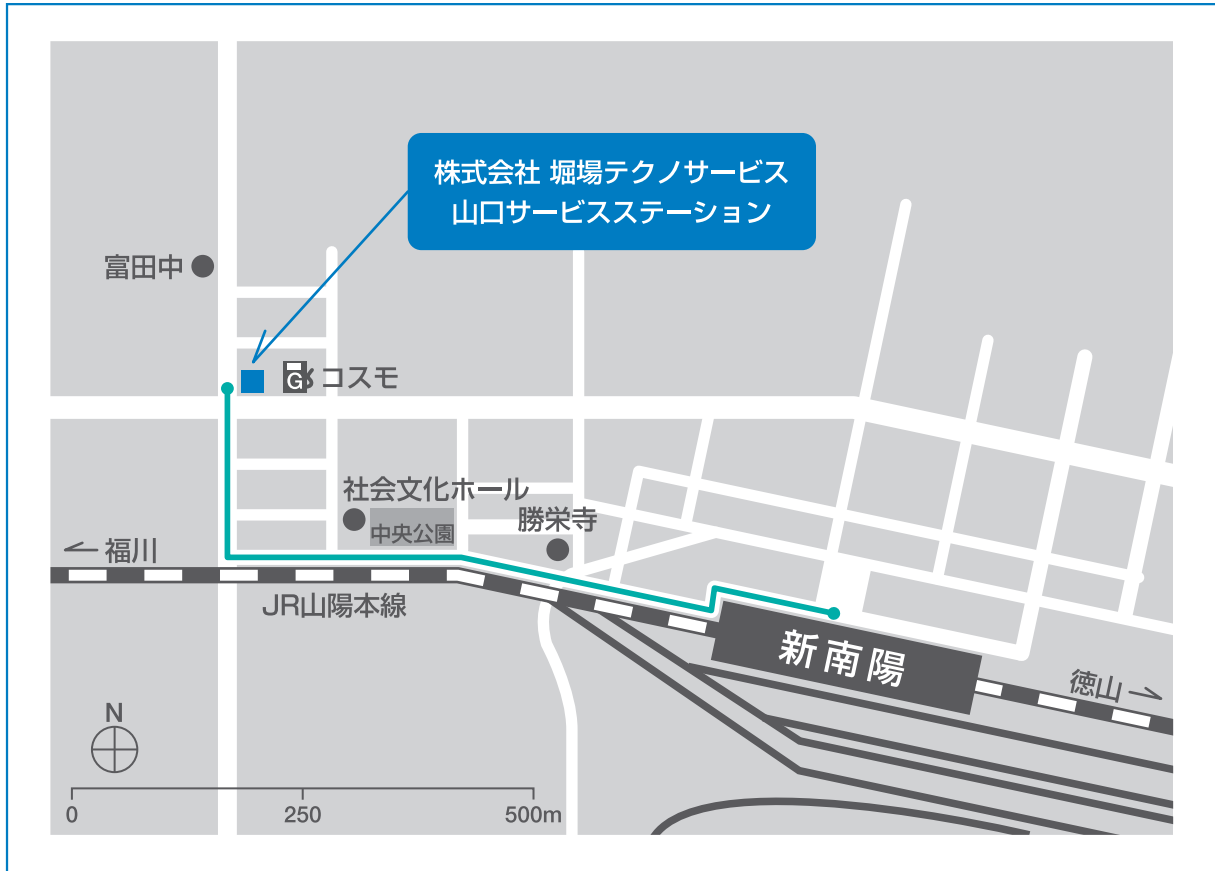 株式会社 堀場テクノサービス
山口サービスステーション
富田中
G
コスモ
社会文化ホール
中央公園
勝栄寺
福川
JR山陽本線
新南陽
徳山
N
0
250
500m